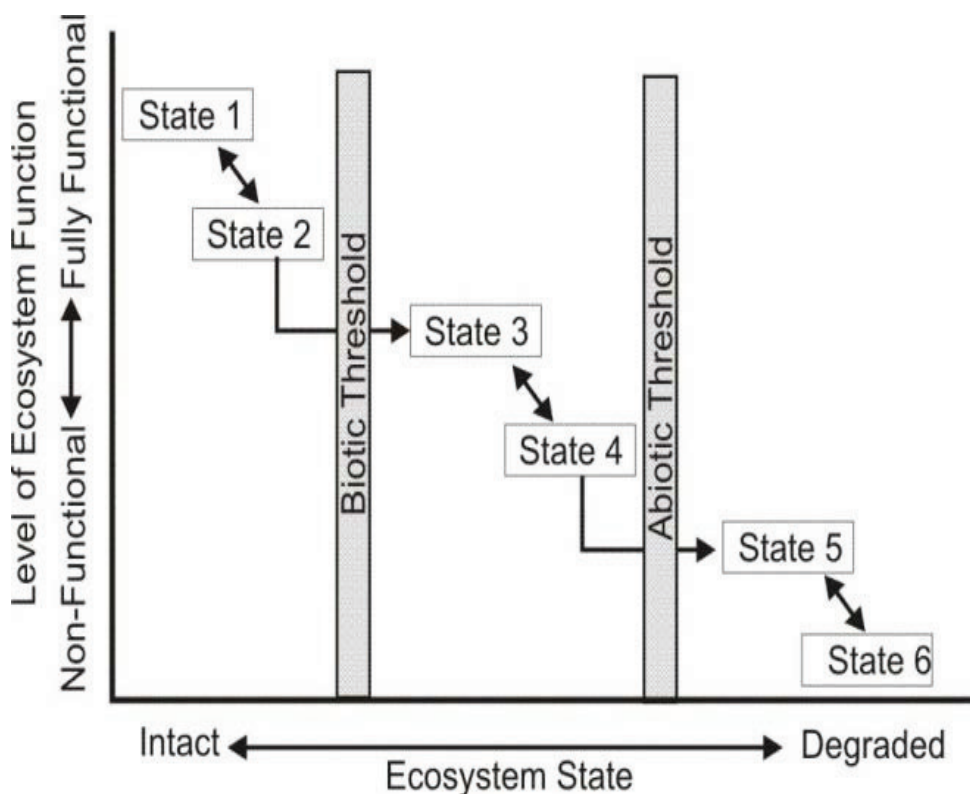 Level of Ecosystem Function
Non-Functional Fully Functional
State 1
State 2
Biotic Threshold
State 3
State 4
Abiotic Threshold
State 5
State 6
Intact
Degraded
Ecosystem State